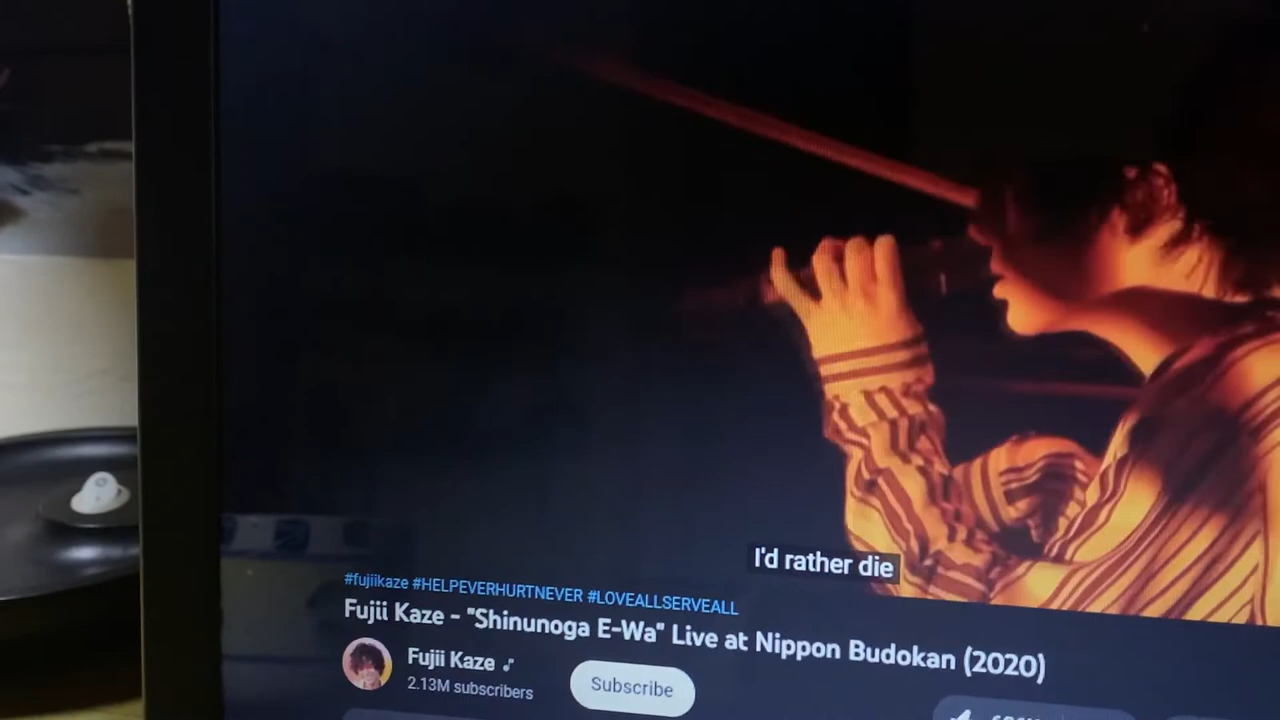 I'd rather die
#fujiikaze #HELPEVERHURTNEVER #LOVEALLSERVEALL
Fujii Kaze - "Shinunoga E-Wa" Live at Nippon Budokan (2020)
Fujii Kaze ♪
2.13M subscribers
Subscribe